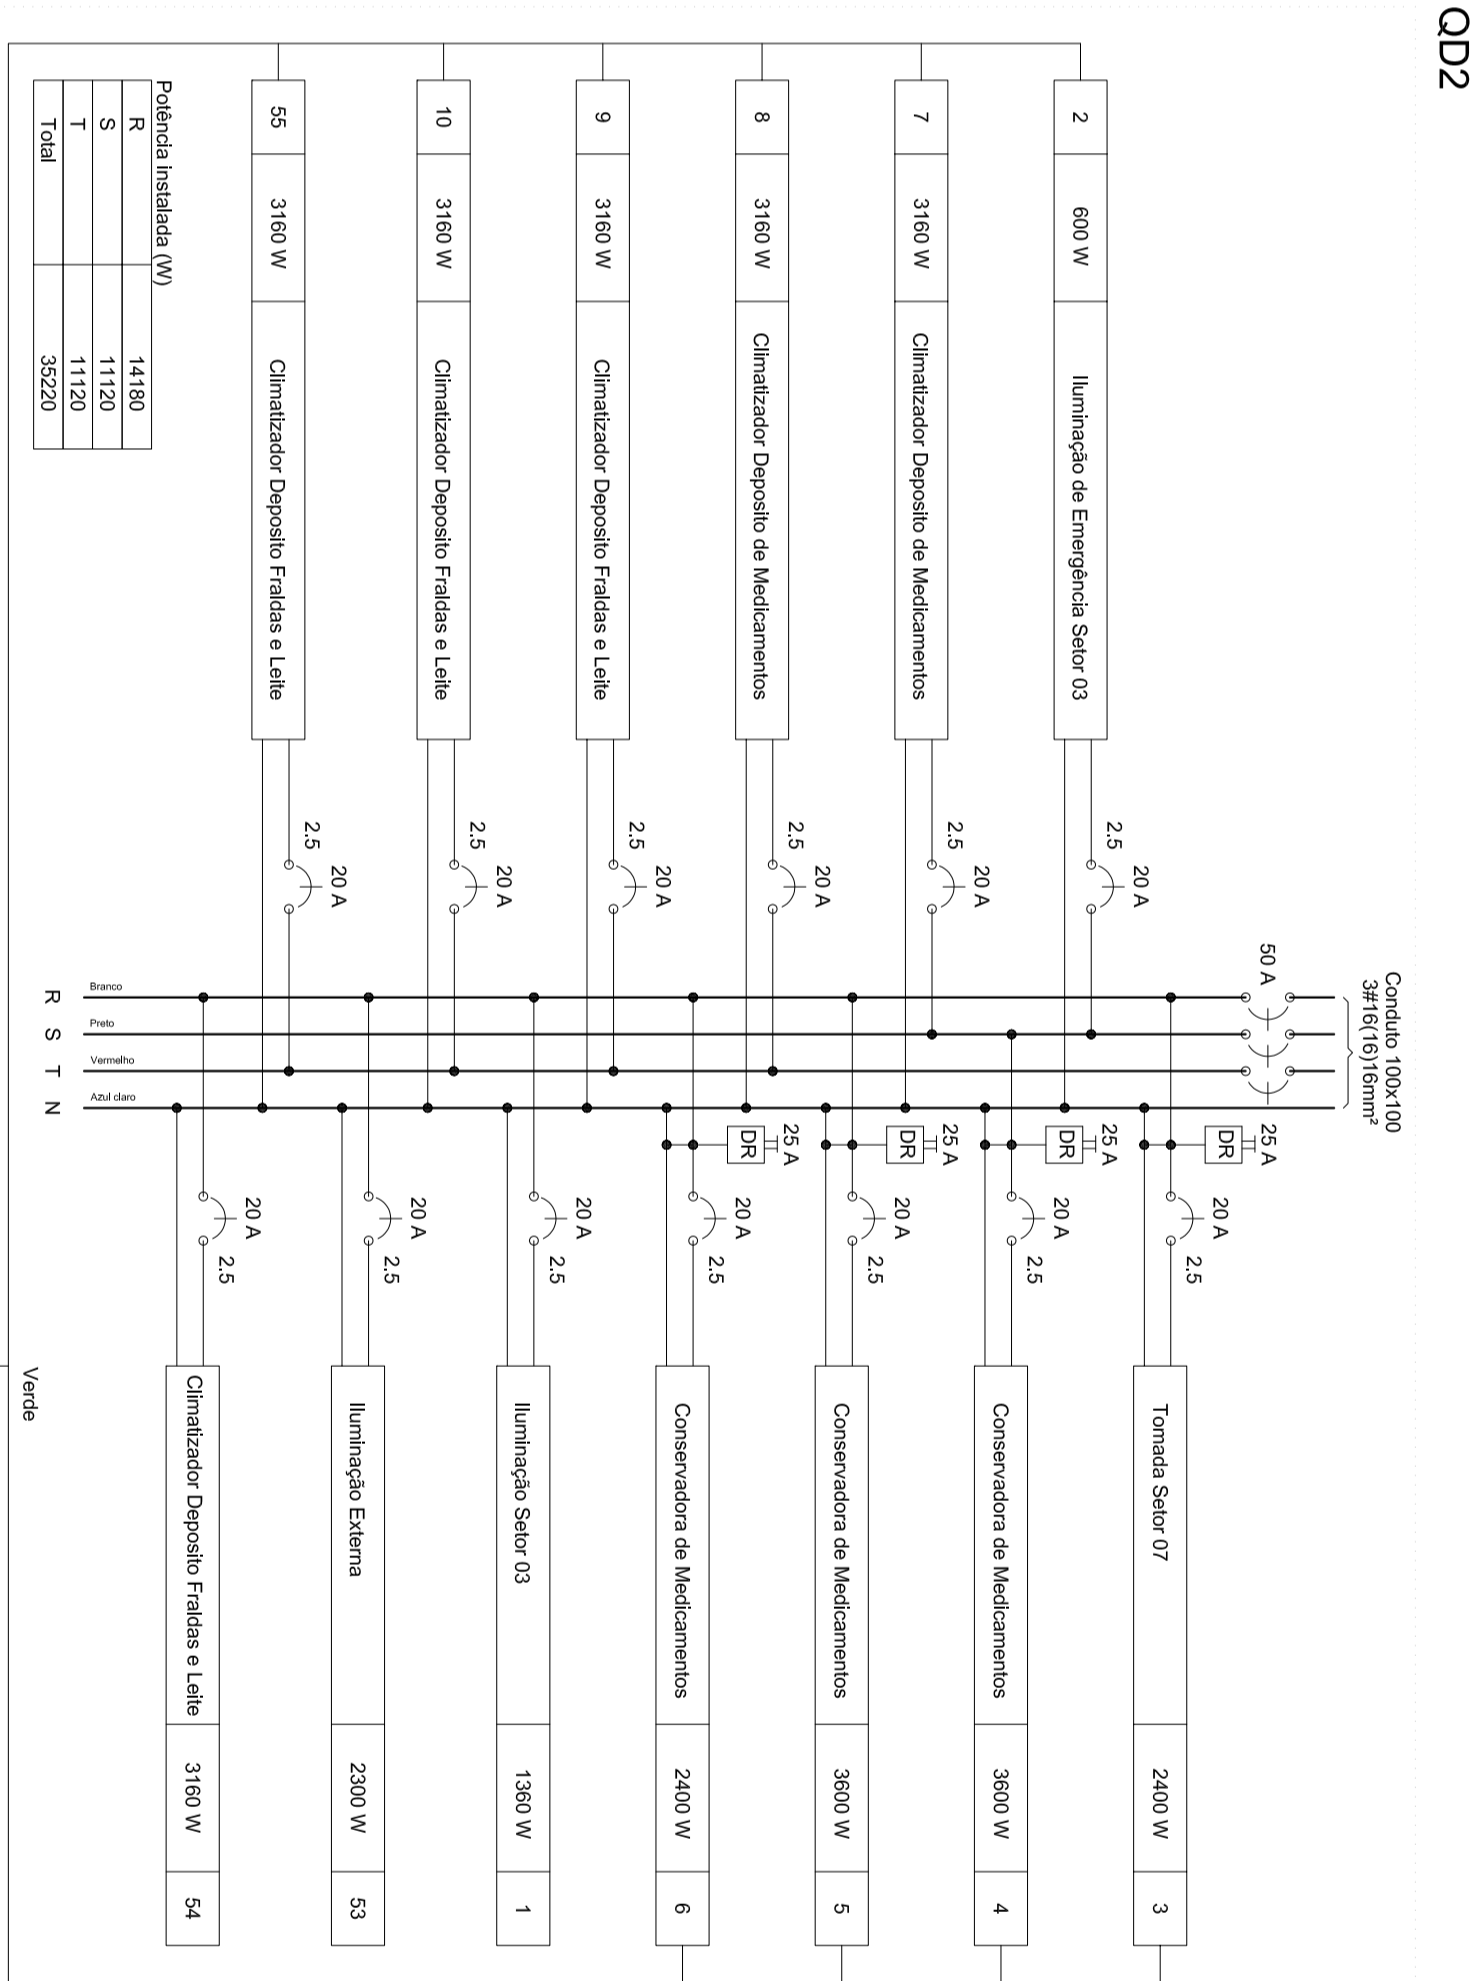 QD2
Conduto 100x100
3#16(16)16mm²
50 A
2
600 W
Iluminação de Emergência Setor 03
2.5
20 A
25 A
DR
20 A
2.5
Tomada Setor 07
2400 W
3
7
3160 W
Climatizador Deposito de Medicamentos
2.5
20 A
25 A
DR
20 A
2.5
Conservadora de Medicamentos
3600 W
4
8
3160 W
Climatizador Deposito de Medicamentos
2.5
20 A
25 A
DR
20 A
2.5
Conservadora de Medicamentos
3600 W
5
9
3160 W
Climatizador Deposito Fraldas e Leite
2.5
20 A
25 A
DR
20 A
2.5
Conservadora de Medicamentos
2400 W
6
10
3160 W
Climatizador Deposito Fraldas e Leite
2.5
20 A
20 A
2.5
Iluminação Setor 03
1360 W
1
55
3160 W
Climatizador Deposito Fraldas e Leite
2.5
20 A
20 A
2.5
Iluminação Externa
2300 W
53
20 A
2.5
Climatizador Deposito Fraldas e Leite
3160 W
54
Branco
Preto
Vermelho
Azul claro
R
S
T
N
Potência instalada (W)
R 14180
S 11120
T 11120
Total 35220
Verde